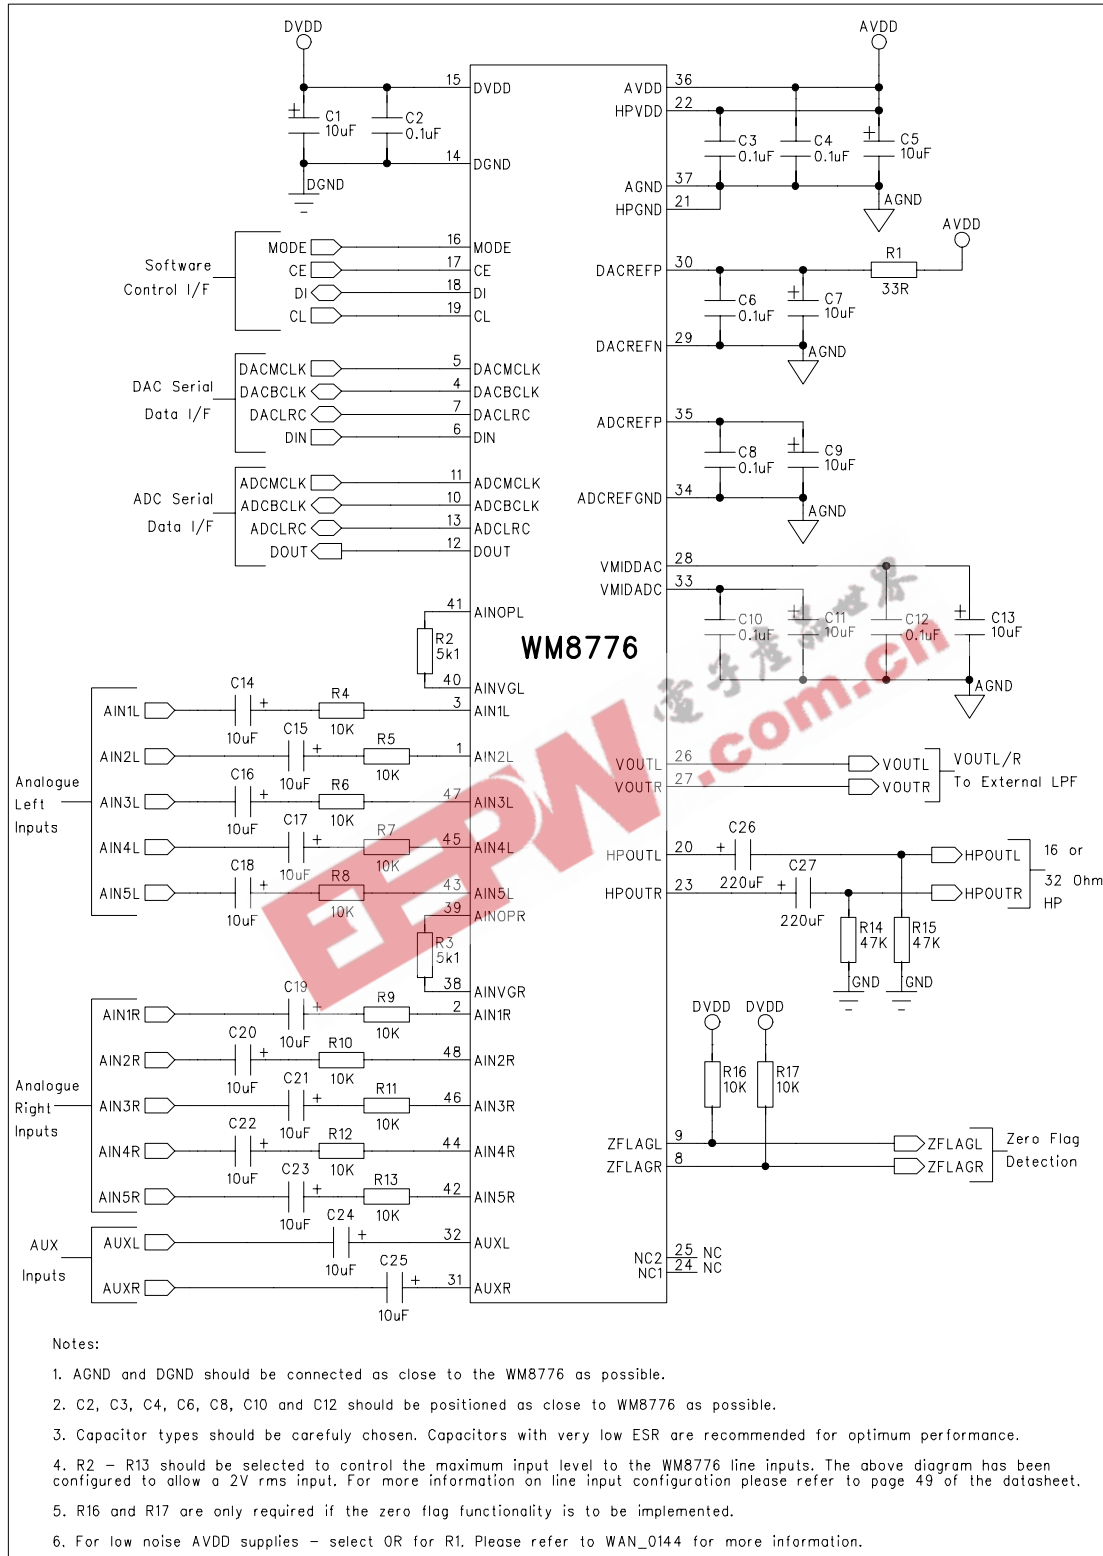 DVDD
AVDD
15 DVDD
AVDD 36
HPVDD 22
+ C1 10uF
C2 0.1uF
C3 0.1uF
C4 0.1uF
+ C5 10uF
14 DGND
DGND
AGND 37
HPGND 21
AGND
AVDD
Software Control I/F
MODE 16 MODE
CE 17 CE
DI 18 DI
CL 19 CL
DACREFP 30
R1 33R
C6 0.1uF
+ C7 10uF
DACREFN 29
AGND
DAC Serial Data I/F
DACMCLK 5 DACMCLK
DACBCLK 4 DACBCLK
DACLRC 7 DACLRC
DIN 6 DIN
ADCREFP 35
C8 0.1uF
+ C9 10uF
ADCREFGND 34
AGND
ADC Serial Data I/F
ADCMCLK 11 ADCMCLK
ADCBCLK 10 ADCBCLK
ADCLRC 13 ADCLRC
DOUT 12 DOUT
VMIDDAC 28
VMIDADC 33
C10 0.1uF
+ C11 10uF
C12 0.1uF
+ C13 10uF
AGND
41 AINOPL
R2 5k1
40 AINVGL
WM8776
Analogue Left Inputs
AIN1L C14 + 10uF R4 10K 3 AIN1L
AIN2L C15 + 10uF R5 10K 1 AIN2L
AIN3L C16 + 10uF R6 10K 47 AIN3L
AIN4L C17 + 10uF R7 10K 45 AIN4L
AIN5L C18 + 10uF R8 10K 43 AIN5L
39 AINOPR
R3 5k1
38 AINVGR
VOUTL 26 VOUTL
VOUTR 27 VOUTR
VOUTL/R To External LPF
HPOUTL 20 + C26 220uF HPOUTL
HPOUTR 23 + C27 220uF HPOUTR
16 or 32 Ohm HP
R14 47K
R15 47K
GND
GND
Analogue Right Inputs
AIN1R C19 + 10uF R9 10K 2 AIN1R
AIN2R C20 + 10uF R10 10K 48 AIN2R
AIN3R C21 + 10uF R11 10K 46 AIN3R
AIN4R C22 + 10uF R12 10K 44 AIN4R
AIN5R C23 + 10uF R13 10K 42 AIN5R
DVDD
DVDD
R16 10K
R17 10K
ZFLAGL 9 ZFLAGL
ZFLAGR 8 ZFLAGR
Zero Flag Detection
AUX Inputs
AUXL C24 + 10uF 32 AUXL
AUXR C25 + 10uF 31 AUXR
NC2 25 NC
NC1 24 NC
EEPW.com.cn
電子產品世界
Notes:
1. AGND and DGND should be connected as close to the WM8776 as possible.
2. C2, C3, C4, C6, C8, C10 and C12 should be positioned as close to WM8776 as possible.
3. Capacitor types should be carefuly chosen. Capacitors with very low ESR are recommended for optimum performance.
4. R2 – R13 should be selected to control the maximum input level to the WM8776 line inputs. The above diagram has been
configured to allow a 2V rms input. For more information on line input configuration please refer to page 49 of the datasheet.
5. R16 and R17 are only required if the zero flag functionality is to be implemented.
6. For low noise AVDD supplies – select 0R for R1. Please refer to WAN_0144 for more information.